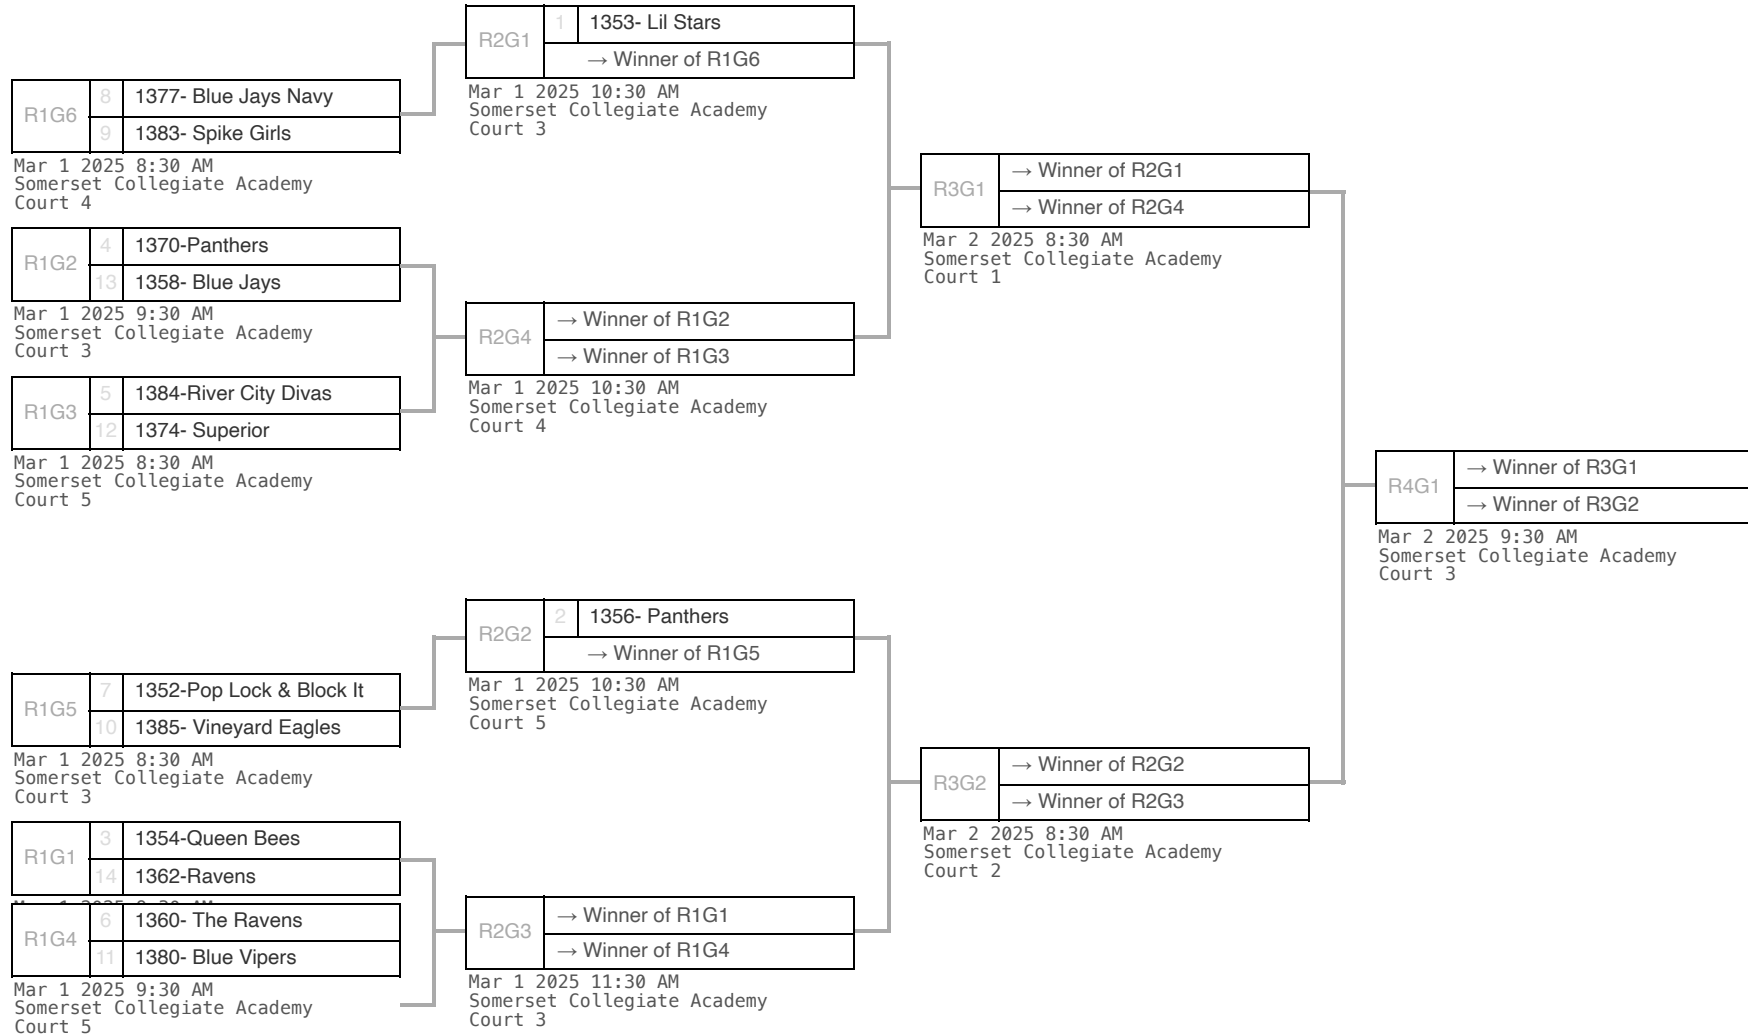 R2G1
1 1353- Lil Stars
→ Winner of R1G6
Mar 1 2025 10:30 AM
Somerset Collegiate Academy
Court 3
R1G6
8 1377- Blue Jays Navy
9 1383- Spike Girls
Mar 1 2025 8:30 AM
Somerset Collegiate Academy
Court 4
R3G1
→ Winner of R2G1
→ Winner of R2G4
Mar 2 2025 8:30 AM
Somerset Collegiate Academy
Court 1
R1G2
4 1370-Panthers
13 1358- Blue Jays
Mar 1 2025 9:30 AM
Somerset Collegiate Academy
Court 3
R2G4
→ Winner of R1G2
→ Winner of R1G3
Mar 1 2025 10:30 AM
Somerset Collegiate Academy
Court 4
R1G3
5 1384-River City Divas
12 1374- Superior
Mar 1 2025 8:30 AM
Somerset Collegiate Academy
Court 5
R4G1
→ Winner of R3G1
→ Winner of R3G2
Mar 2 2025 9:30 AM
Somerset Collegiate Academy
Court 3
R2G2
2 1356- Panthers
→ Winner of R1G5
Mar 1 2025 10:30 AM
Somerset Collegiate Academy
Court 5
R1G5
7 1352-Pop Lock & Block It
10 1385- Vineyard Eagles
Mar 1 2025 8:30 AM
Somerset Collegiate Academy
Court 3
R3G2
→ Winner of R2G2
→ Winner of R2G3
Mar 2 2025 8:30 AM
Somerset Collegiate Academy
Court 2
R1G1
3 1354-Queen Bees
14 1362-Ravens
R1G4
6 1360- The Ravens
11 1380- Blue Vipers
Mar 1 2025 9:30 AM
Somerset Collegiate Academy
Court 5
R2G3
→ Winner of R1G1
→ Winner of R1G4
Mar 1 2025 11:30 AM
Somerset Collegiate Academy
Court 3